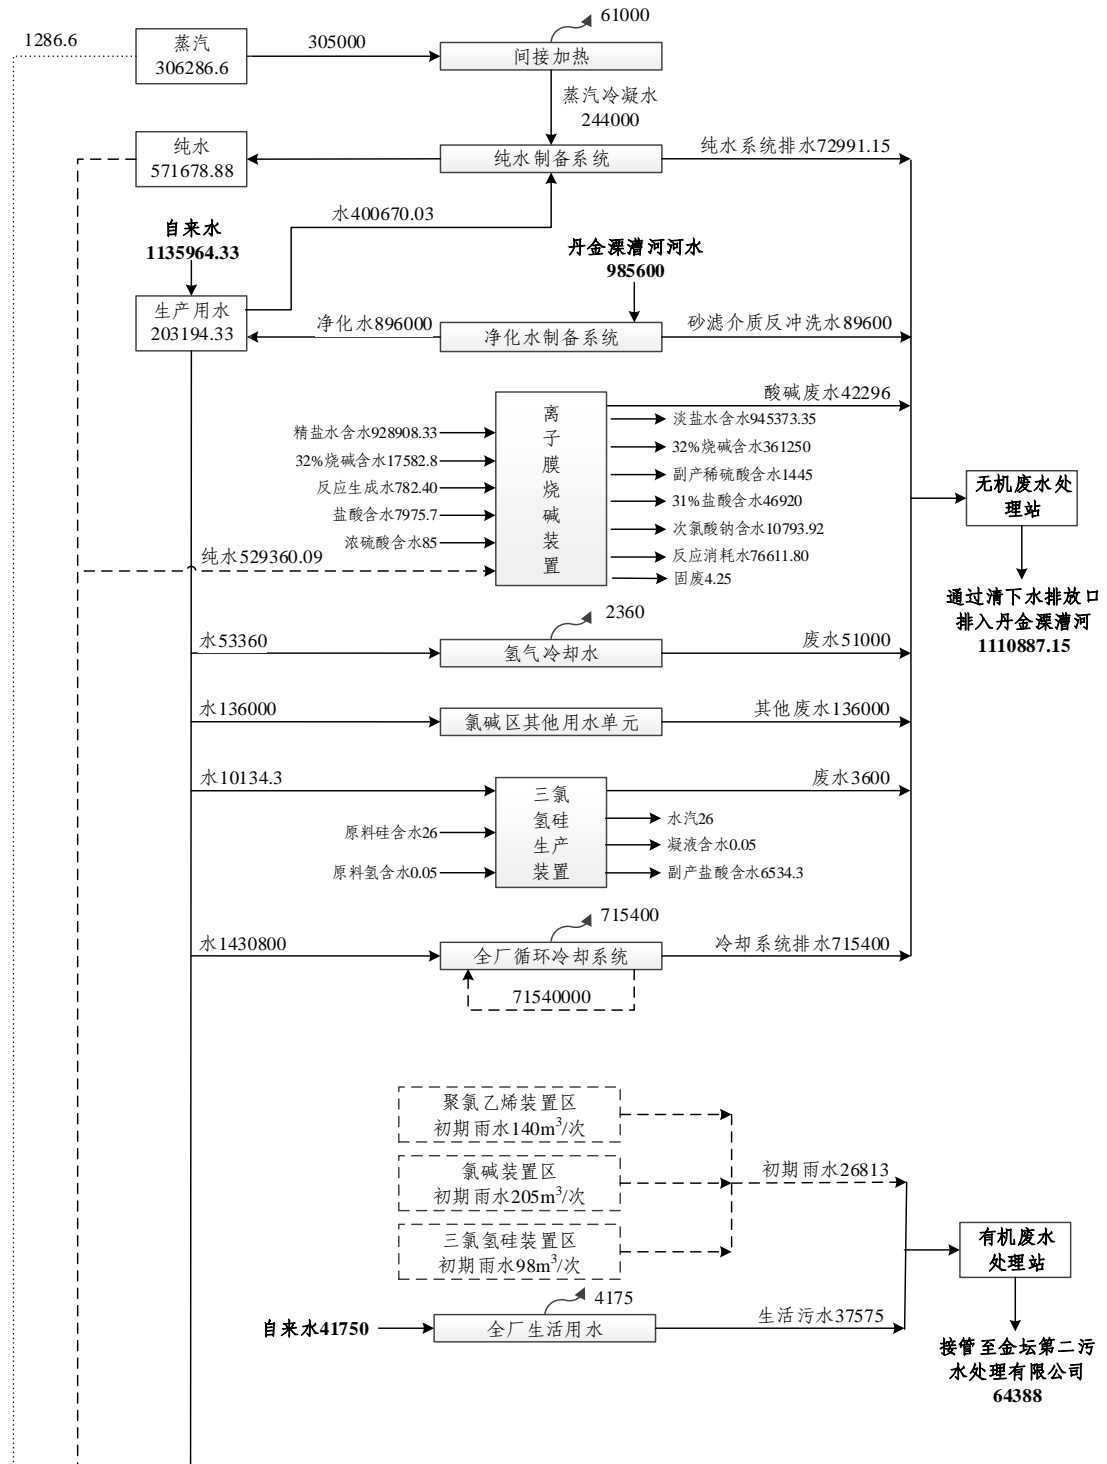 1286.6
蒸汽
306286.6
305000
61000
间接加热
蒸汽冷凝水
244000
纯水
571678.88
纯水制备系统
纯水系统排水72991.15
水400670.03
自来水
1135964.33
丹金溧漕河河水
985600
生产用水
203194.33
净化水896000
净化水制备系统
砂滤介质反冲洗水89600
酸碱废水42296
精盐水含水928908.33
32%烧碱含水17582.8
反应生成水782.40
盐酸含水7975.7
浓硫酸含水85
纯水529360.09
离
子
膜
烧
碱
装
置
淡盐水含水945373.35
32%烧碱含水361250
副产稀硫酸含水1445
31%盐酸含水46920
次氯酸钠含水10793.92
反应消耗水76611.80
固废4.25
无机废水处
理站
通过清下水排放口
排入丹金溧漕河
1110887.15
水53360
2360
氢气冷却水
废水51000
水136000
氯碱区其他用水单元
其他废水136000
水10134.3
原料硅含水26
原料氢含水0.05
三氯
氢硅
生产
装置
废水3600
水汽26
凝液含水0.05
副产盐酸含水6534.3
水1430800
715400
全厂循环冷却系统
冷却系统排水715400
71540000
聚氯乙烯装置区
初期雨水140m³/次
氯碱装置区
初期雨水205m³/次
三氯氢硅装置区
初期雨水98m³/次
初期雨水26813
有机废水
处理站
自来水41750
4175
全厂生活用水
生活污水37575
接管至金坛第二污
水处理有限公司
64388